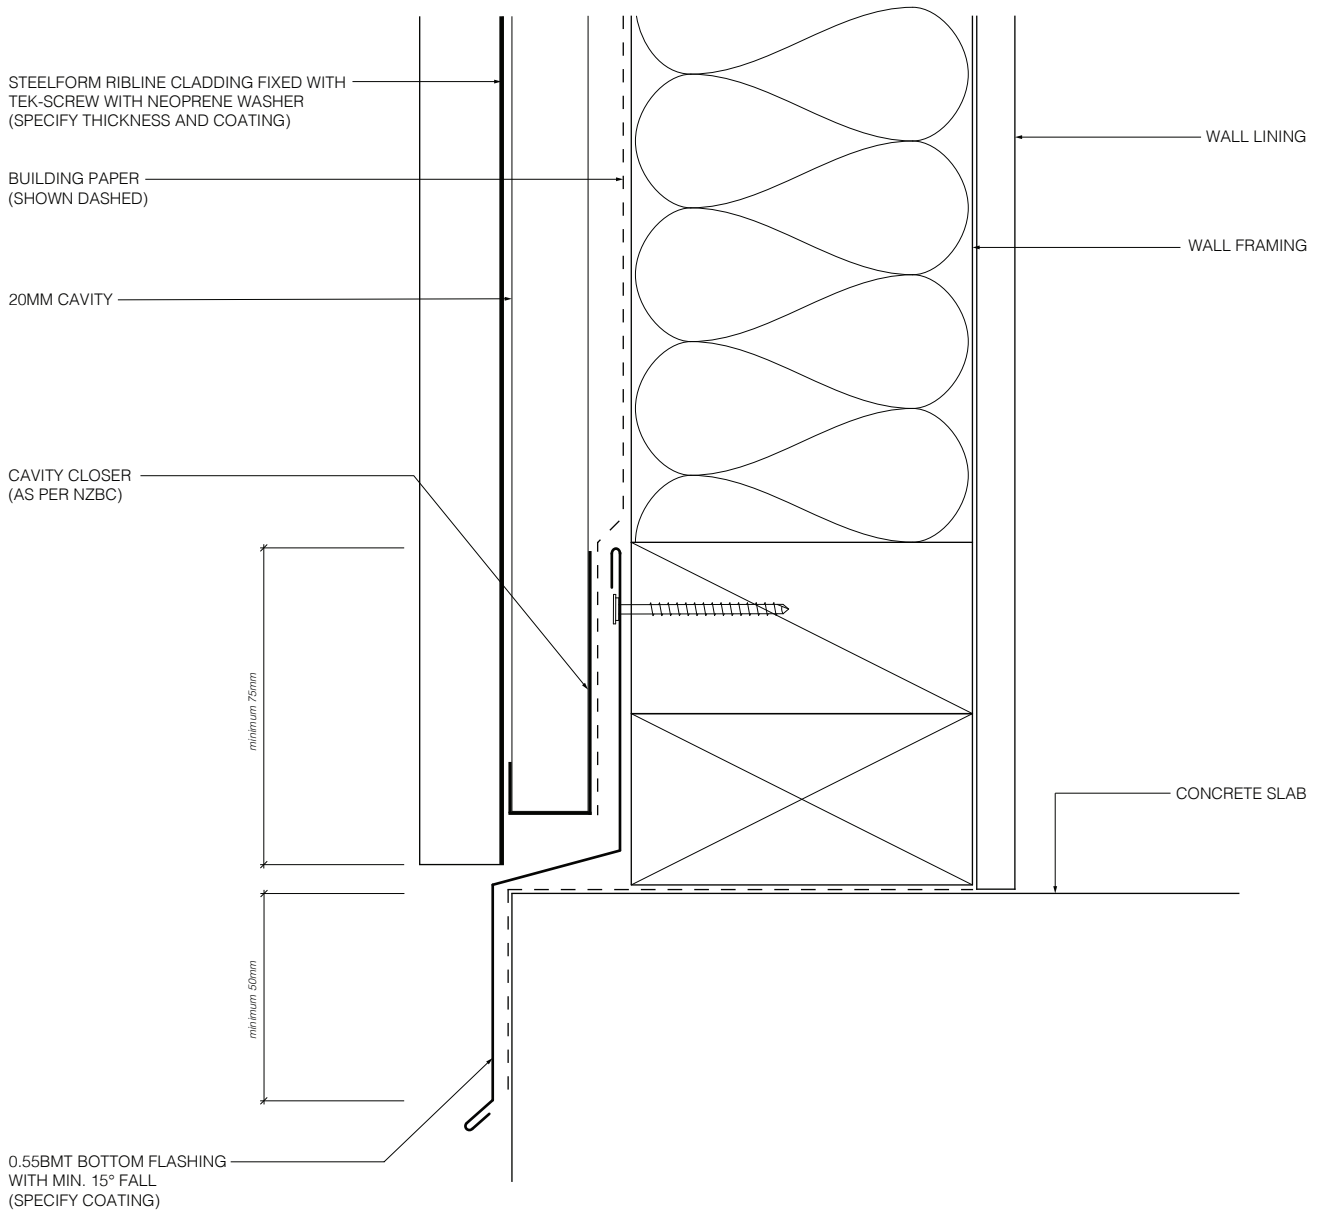 STEELFORM RIBLINE CLADDING FIXED WITH
TEK-SCREW WITH NEOPRENE WASHER
(SPECIFY THICKNESS AND COATING)
BUILDING PAPER
(SHOWN DASHED)
20MM CAVITY
CAVITY CLOSER
(AS PER NZBC)
minimum 75mm
minimum 50mm
0.55BMT BOTTOM FLASHING
WITH MIN. 15° FALL
(SPECIFY COATING)
WALL LINING
WALL FRAMING
CONCRETE SLAB